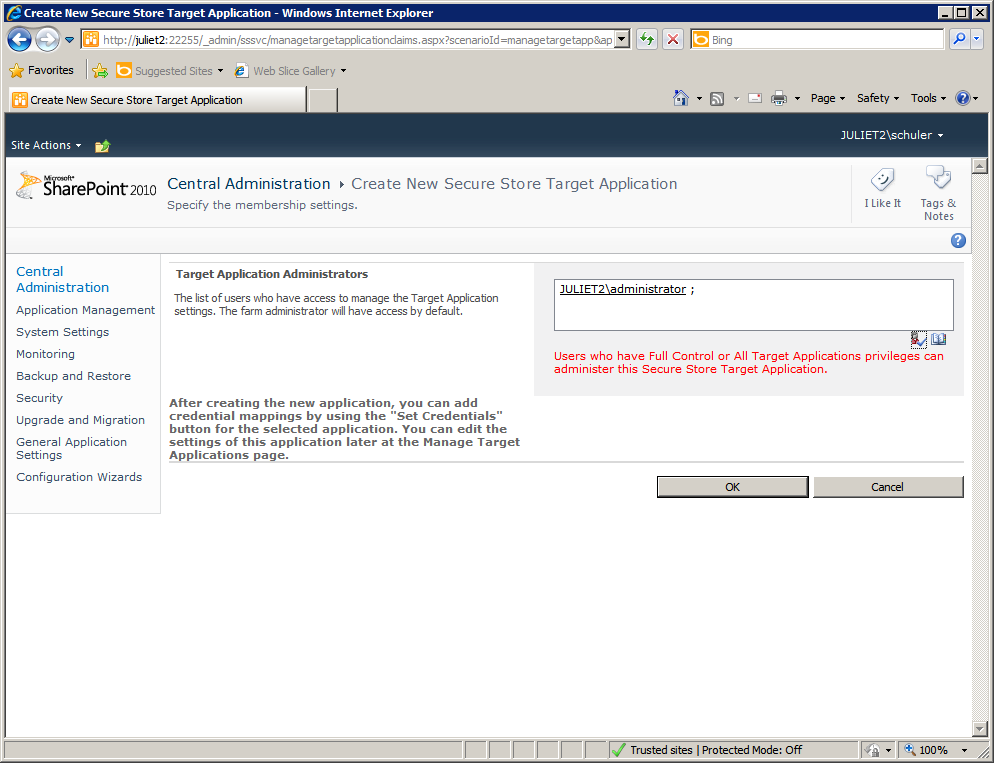 Create New Secure Store Target Application - Windows Internet Explorer
http://juliet2:22255/_admin/sssvc/managetargetapplicationclaims.aspx?scenarioId=managetargetapp&ap
Bing
Favorites
Suggested Sites
Web Slice Gallery
Create New Secure Store Target Application
Page
Safety
Tools
JULIET2\schuler
Site Actions
Microsoft®
SharePoint 2010
Central Administration
Create New Secure Store Target Application
Specify the membership settings.
I Like It
Tags &
Notes
Central
Administration
Application Management
System Settings
Monitoring
Backup and Restore
Security
Upgrade and Migration
General Application
Settings
Configuration Wizards
Target Application Administrators
The list of users who have access to manage the Target Application
settings. The farm administrator will have access by default.
JULIET2\administrator ;
Users who have Full Control or All Target Applications privileges can
administer this Secure Store Target Application.
After creating the new application, you can add
credential mappings by using the "Set Credentials"
button for the selected application. You can edit the
settings of this application later at the Manage Target
Applications page.
OK
Cancel
Trusted sites | Protected Mode: Off
100%